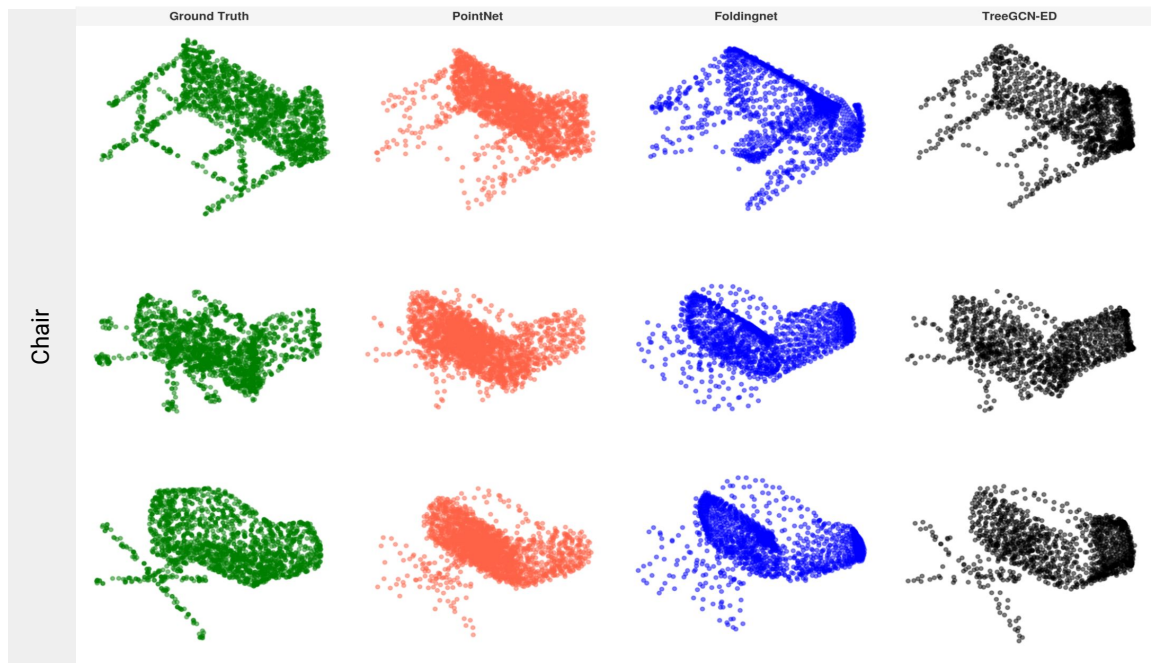 Ground Truth
PointNet
Foldingnet
TreeGCN-ED
Chair